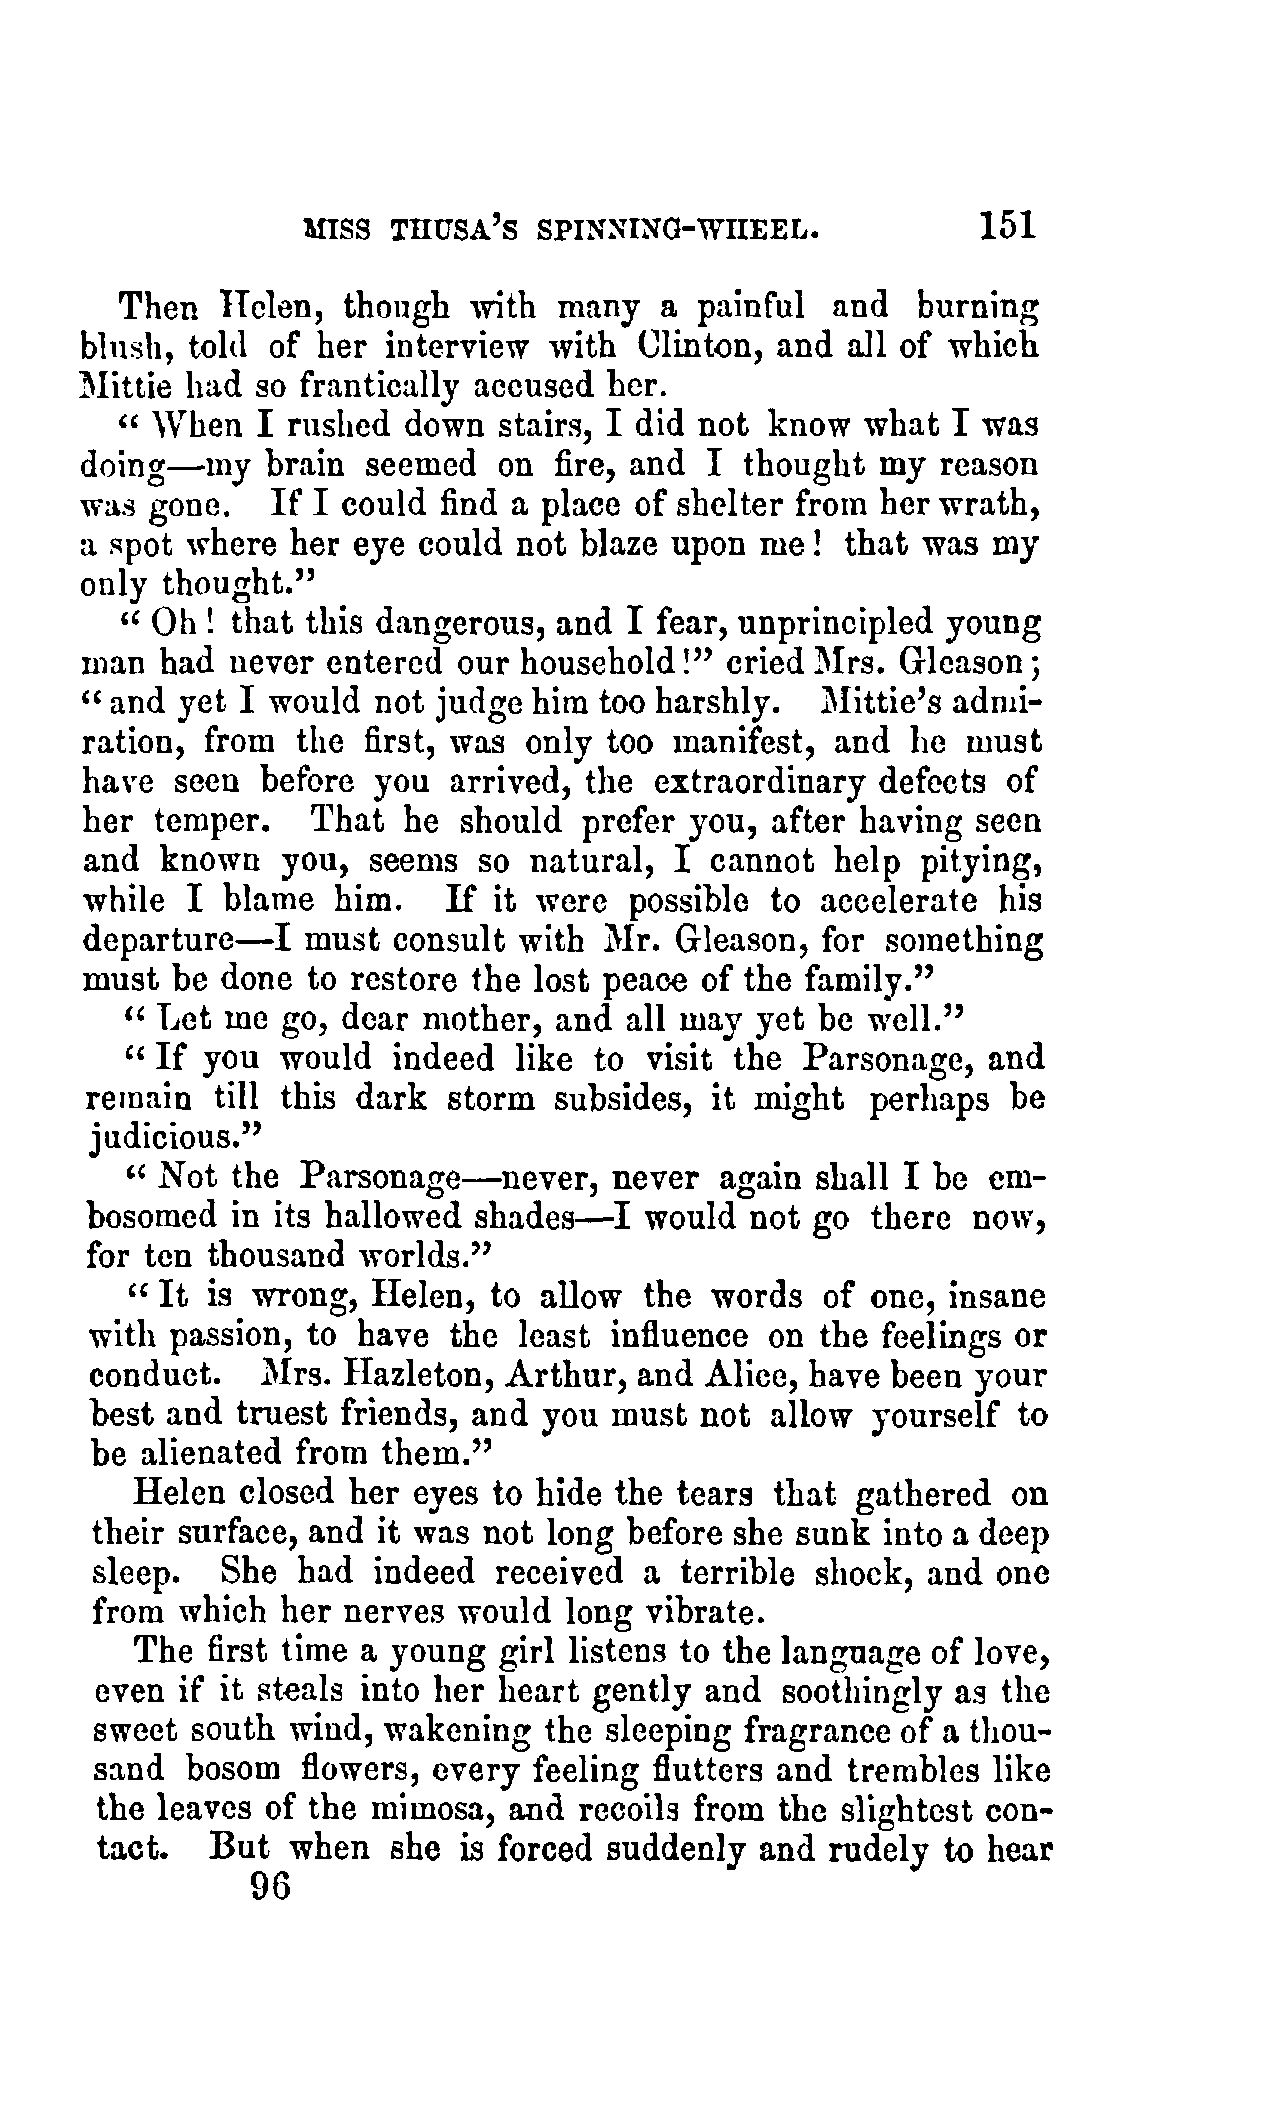 MISS THUSA'S SPINNING-WHEEL. 151
Then Helen, though with many a painful and burning
blush, told of her interview with Clinton, and all of which
Mittie had so frantically accused her.
"When I rushed down stairs, I did not know what I was
doing—my brain seemed on fire, and I thought my reason
was gone. If I could find a place of shelter from her wrath,
a spot where her eye could not blaze upon me! that was my
only thought."
"Oh! that this dangerous, and I fear, unprincipled young
man had never entered our household!" cried Mrs. Gleason;
"and yet I would not judge him too harshly. Mittie's admi-
ration, from the first, was only too manifest, and he must
have seen before you arrived, the extraordinary defects of
her temper. That he should prefer you, after having seen
and known you, seems so natural, I cannot help pitying,
while I blame him. If it were possible to accelerate his
departure—I must consult with Mr. Gleason, for something
must be done to restore the lost peace of the family."
"Let me go, dear mother, and all may yet be well."
"If you would indeed like to visit the Parsonage, and
remain till this dark storm subsides, it might perhaps be
judicious."
"Not the Parsonage—never, never again shall I be em-
bosomed in its hallowed shades—I would not go there now,
for ten thousand worlds."
"It is wrong, Helen, to allow the words of one, insane
with passion, to have the least influence on the feelings or
conduct. Mrs. Hazleton, Arthur, and Alice, have been your
best and truest friends, and you must not allow yourself to
be alienated from them."
Helen closed her eyes to hide the tears that gathered on
their surface, and it was not long before she sunk into a deep
sleep. She had indeed received a terrible shock, and one
from which her nerves would long vibrate.
The first time a young girl listens to the language of love,
even if it steals into her heart gently and soothingly as the
sweet south wind, wakening the sleeping fragrance of a thou-
sand bosom flowers, every feeling flutters and trembles like
the leaves of the mimosa, and recoils from the slightest con-
tact. But when she is forced suddenly and rudely to hear
96